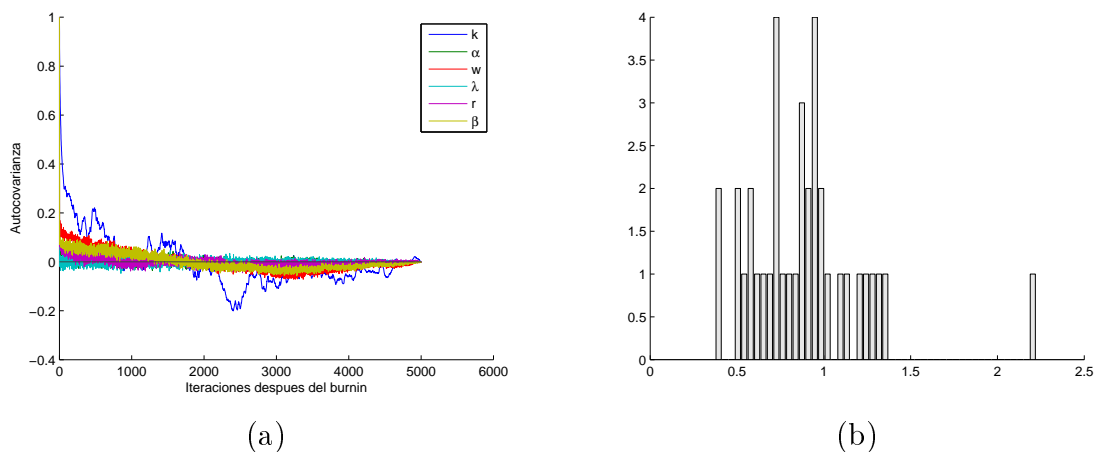 1
0.8
0.6
0.4
0.2
0
−0.2
−0.4
Autocovarianza
0 1000 2000 3000 4000 5000 6000
Iteraciones despues del burnin
k
α
w
λ
r
β
(a)
4
3.5
3
2.5
2
1.5
1
0.5
0
0 0.5 1 1.5 2 2.5
(b)